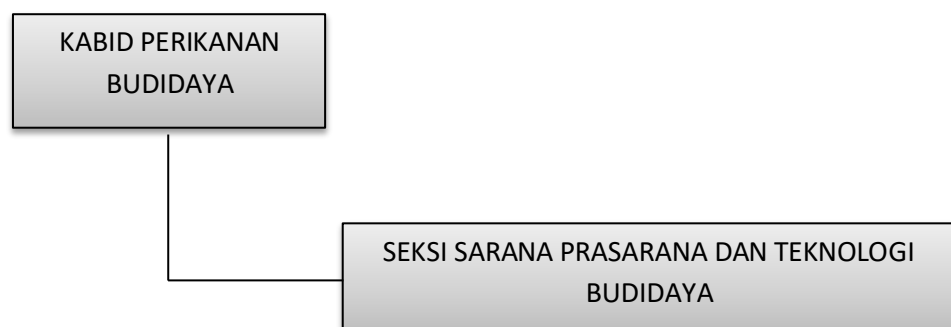 KABID PERIKANAN
BUDIDAYA
SEKSI SARANA PRASARANA DAN TEKNOLOGI
BUDIDAYA